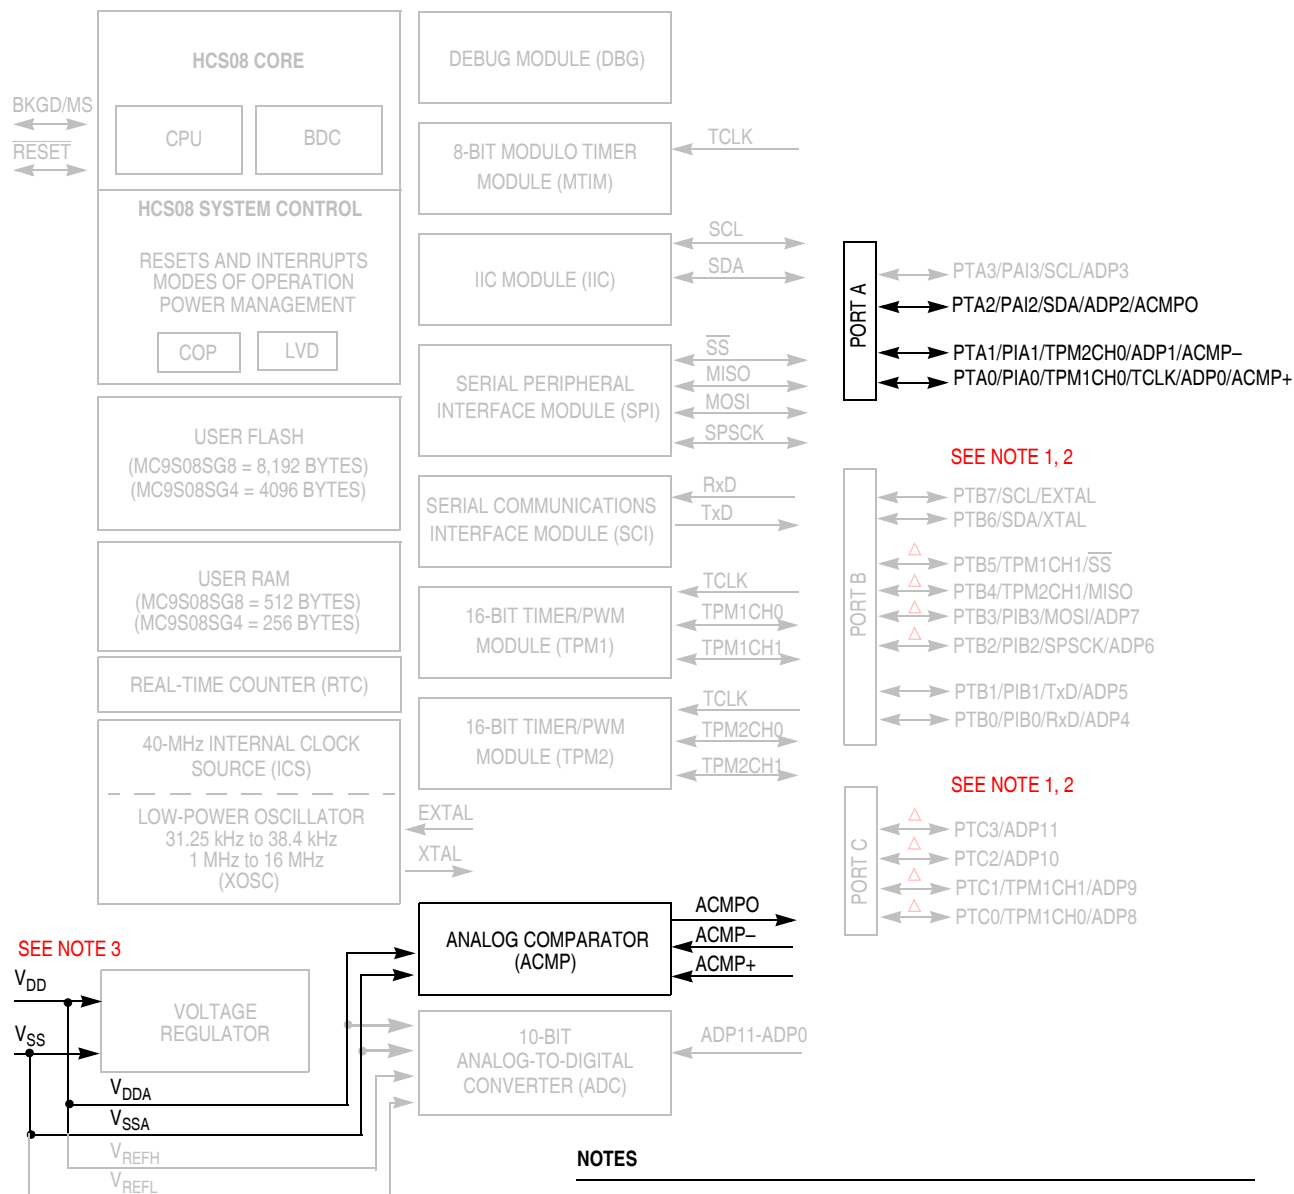 HCS08 CORE
BKGD/MS
RESET
CPU
BDC
HCS08 SYSTEM CONTROL
RESETS AND INTERRUPTS
MODES OF OPERATION
POWER MANAGEMENT
COP
LVD
USER FLASH
(MC9S08SG8 = 8,192 BYTES)
(MC9S08SG4 = 4096 BYTES)
USER RAM
(MC9S08SG8 = 512 BYTES)
(MC9S08SG4 = 256 BYTES)
REAL-TIME COUNTER (RTC)
40-MHz INTERNAL CLOCK
SOURCE (ICS)
LOW-POWER OSCILLATOR
31.25 kHz to 38.4 kHz
1 MHz to 16 MHz
(XOSC)
EXTAL
XTAL
SEE NOTE 3
VDD
VSS
VOLTAGE
REGULATOR
VDDA
VSSA
VREFH
VREFL
DEBUG MODULE (DBG)
8-BIT MODULO TIMER
MODULE (MTIM)
TCLK
IIC MODULE (IIC)
SCL
SDA
SERIAL PERIPHERAL
INTERFACE MODULE (SPI)
SS
MISO
MOSI
SPSCK
SERIAL COMMUNICATIONS
INTERFACE MODULE (SCI)
RxD
TxD
16-BIT TIMER/PWM
MODULE (TPM1)
TCLK
TPM1CH0
TPM1CH1
16-BIT TIMER/PWM
MODULE (TPM2)
TCLK
TPM2CH0
TPM2CH1
ANALOG COMPARATOR
(ACMP)
ACMPO
ACMP–
ACMP+
10-BIT
ANALOG-TO-DIGITAL
CONVERTER (ADC)
ADP11-ADP0
PORT A
PTA3/PAI3/SCL/ADP3
PTA2/PAI2/SDA/ADP2/ACMPO
PTA1/PIA1/TPM2CH0/ADP1/ACMP–
PTA0/PIA0/TPM1CH0/TCLK/ADP0/ACMP+
SEE NOTE 1, 2
PORT B
PTB7/SCL/EXTAL
PTB6/SDA/XTAL
PTB5/TPM1CH1/SS
PTB4/TPM2CH1/MISO
PTB3/PIB3/MOSI/ADP7
PTB2/PIB2/SPSCK/ADP6
PTB1/PIB1/TxD/ADP5
PTB0/PIB0/RxD/ADP4
SEE NOTE 1, 2
PORT C
PTC3/ADP11
PTC2/ADP10
PTC1/TPM1CH1/ADP9
PTC0/TPM1CH0/ADP8
NOTES